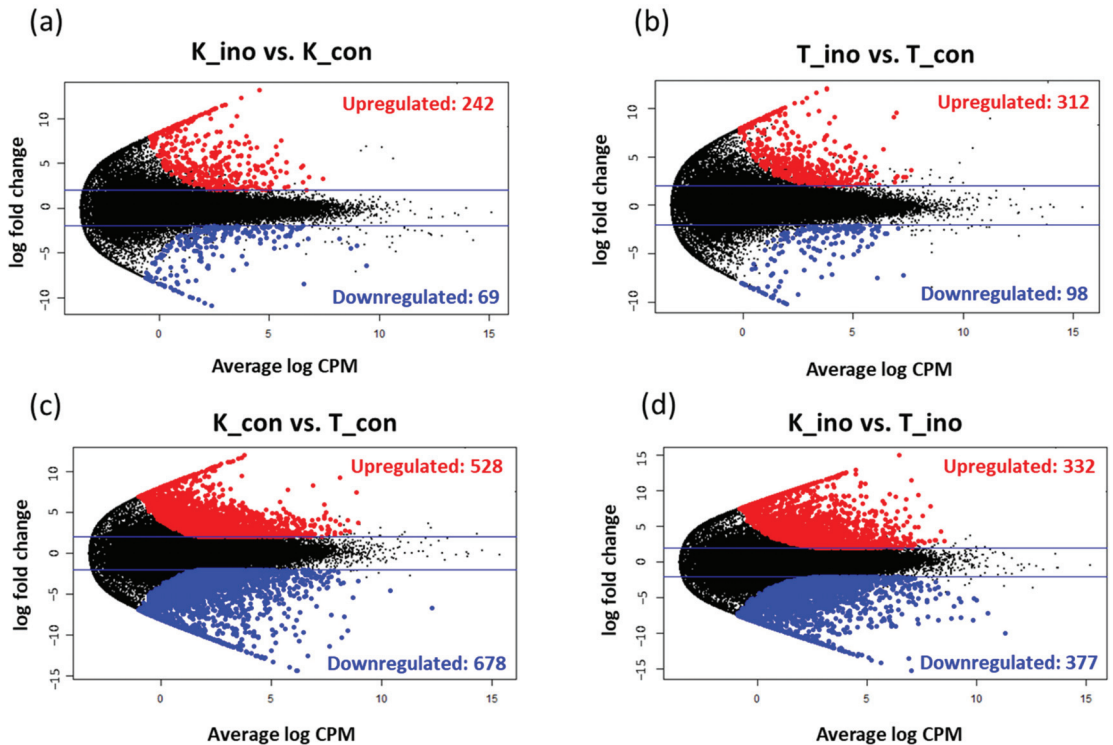 (a)
K_ino vs. K_con
Upregulated: 242
10
5
0
-5
-10
log fold change
Downregulated: 69
0
5
10
15
Average log CPM
(b)
T_ino vs. T_con
Upregulated: 312
10
5
0
-5
-10
log fold change
Downregulated: 98
0
5
10
15
Average log CPM
(c)
K_con vs. T_con
Upregulated: 528
10
5
0
-5
-10
-15
log fold change
Downregulated: 678
0
5
10
15
Average log CPM
(d)
K_ino vs. T_ino
Upregulated: 332
15
10
5
0
-5
-10
-15
log fold change
Downregulated: 377
0
5
10
15
Average log CPM